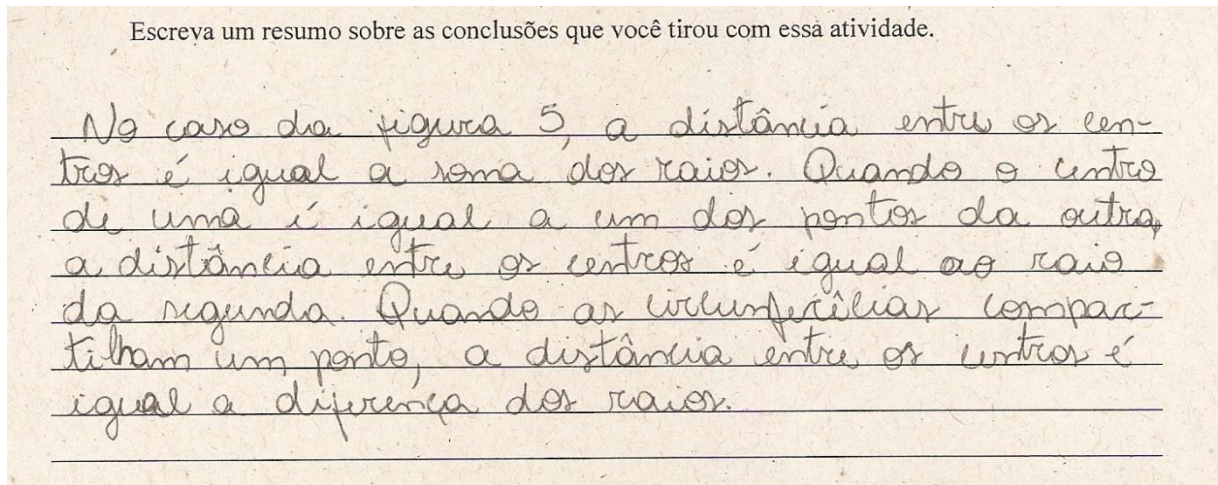 Escreva um resumo sobre as conclusões que você tirou com essa atividade.
No caso da figura 5, a distância entre os cen-
tros é igual a soma dos raios. Quando o centro
de uma é igual a um dos pontos da outra,
a distância entre os centros é igual ao raio
da segunda. Quando as circunferêcias compar-
tilham um ponto, a distância entre os centros é
igual a diferença dos raios.